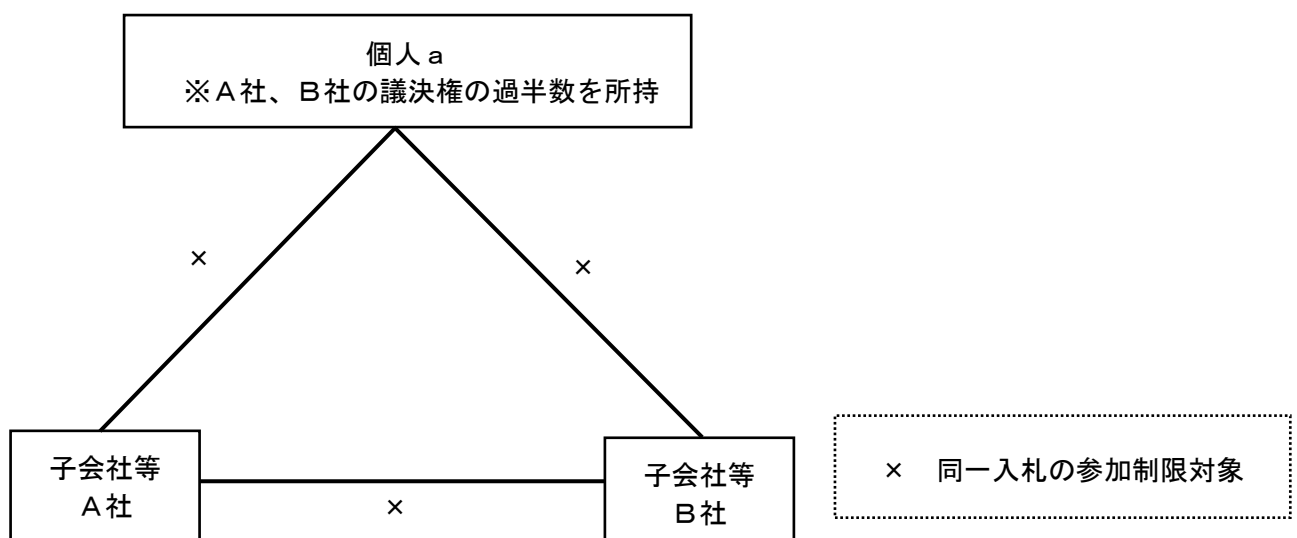 個人ａ
※Ａ社、Ｂ社の議決権の過半数を所持
×
×
子会社等
Ａ社
×
子会社等
Ｂ社
×　同一入札の参加制限対象